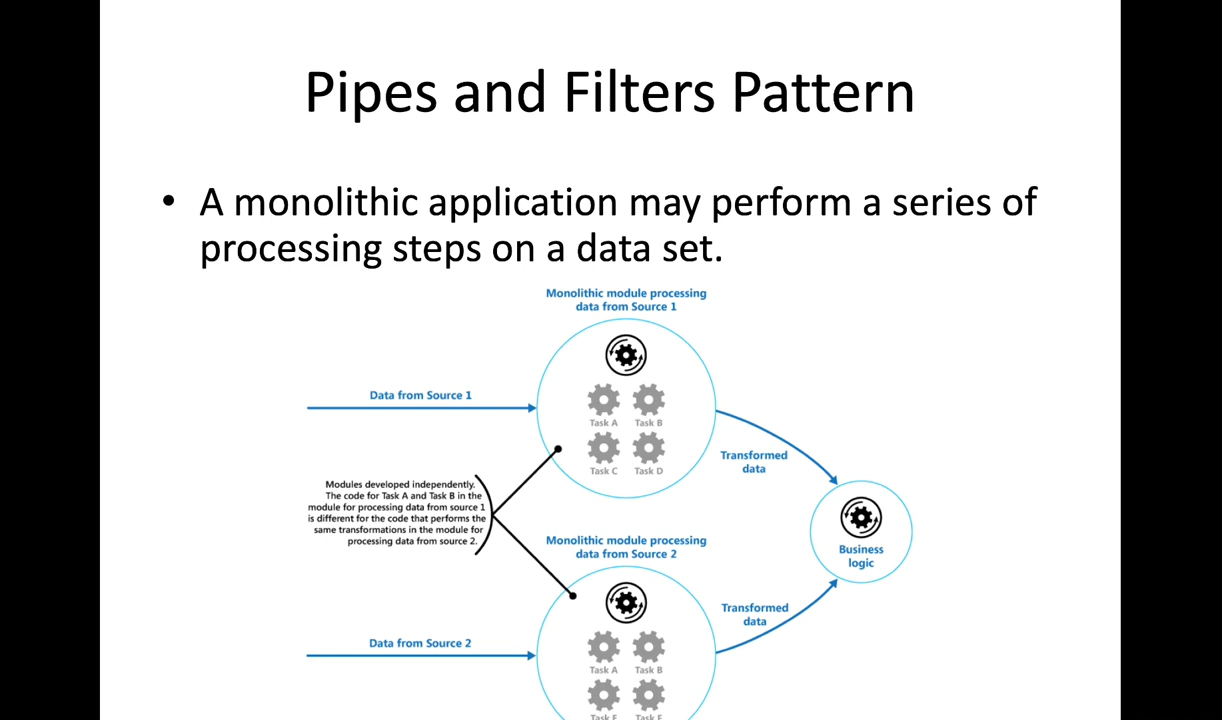 Pipes and Filters Pattern
• A monolithic application may perform a series of
processing steps on a data set.
Monolithic module processing
data from Source 1
Data from Source 1
Task A Task B
Task C Task D
Transformed
data
Modules developed independently.
The code for Task A and Task B in the
module for processing data from source 1
is different for the code that performs the
same transformations in the module for
processing data from source 2.
Monolithic module processing
data from Source 2
Business
logic
Transformed
data
Data from Source 2
Task A Task B